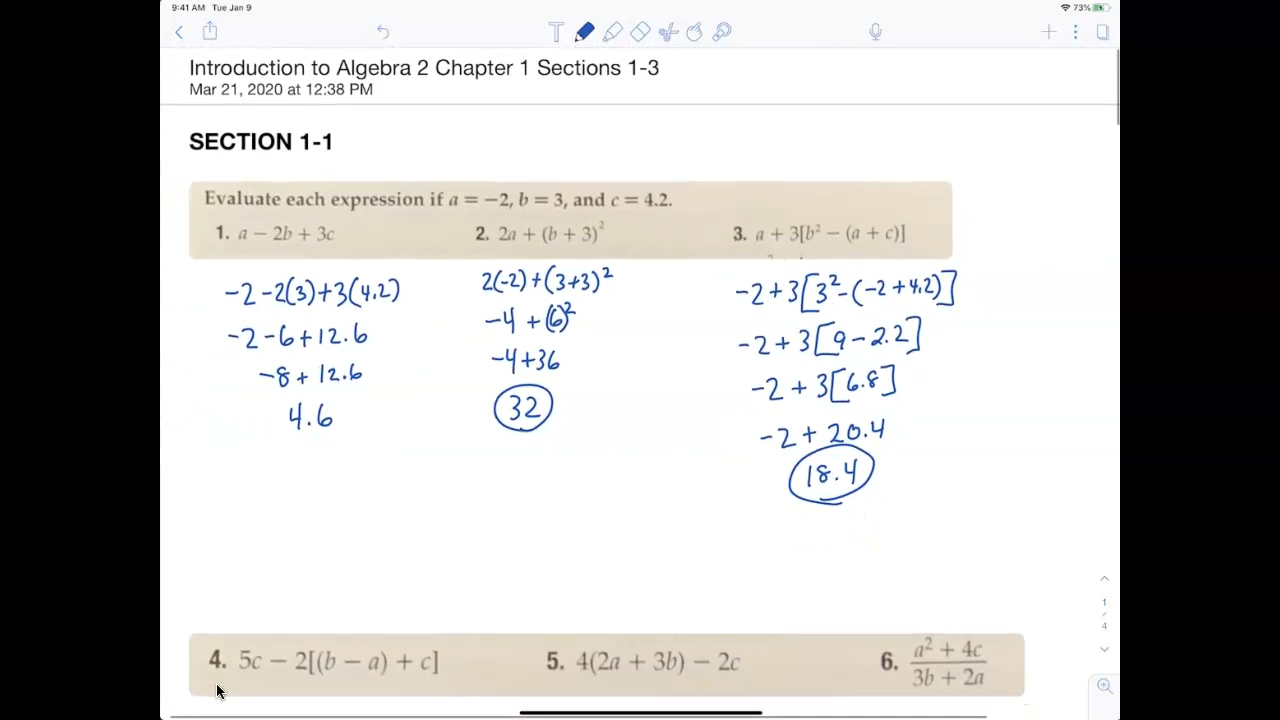 9:41 AM Tue Jan 9
73%
Introduction to Algebra 2 Chapter 1 Sections 1-3
Mar 21, 2020 at 12:38 PM
SECTION 1-1
Evaluate each expression if a = −2, b = 3, and c = 4.2.
1. a − 2b + 3c
2. 2a + (b + 3)²
3. a + 3[b² − (a + c)]
-2-2(3)+3(4.2)
-2-6+12.6
-8+12.6
4.6
2(-2)+(3+3)²
-4+(6)²
-4+36
32
-2+3[3²-(-2+4.2)]
-2+3[9-2.2]
-2+3[6.8]
-2+20.4
18.4
4. 5c − 2[(b − a) + c]
5. 4(2a + 3b) − 2c
6. a² + 4c
3b + 2a
1
/
4